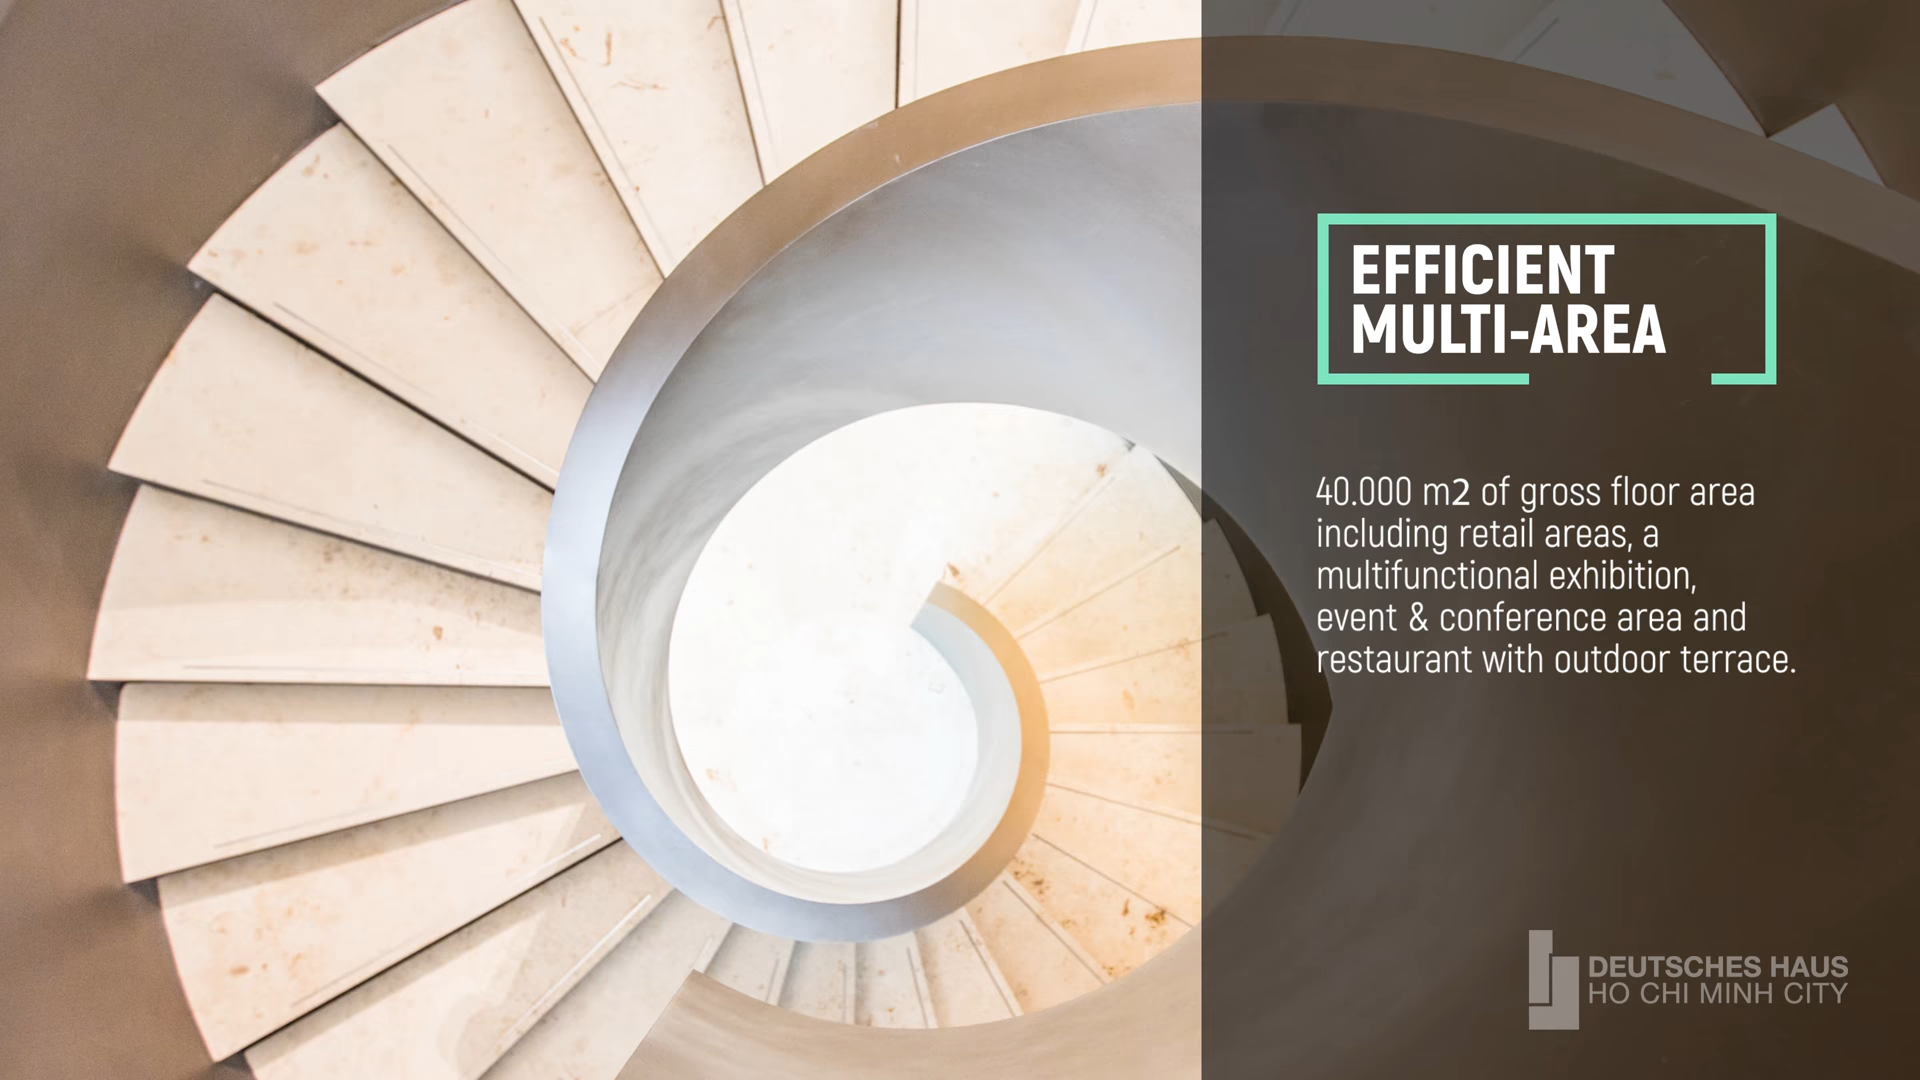 EFFICIENT
MULTI-AREA
40.000 m2 of gross floor area
including retail areas, a
multifunctional exhibition,
event & conference area and
restaurant with outdoor terrace.
DEUTSCHES HAUS
HO CHI MINH CITY